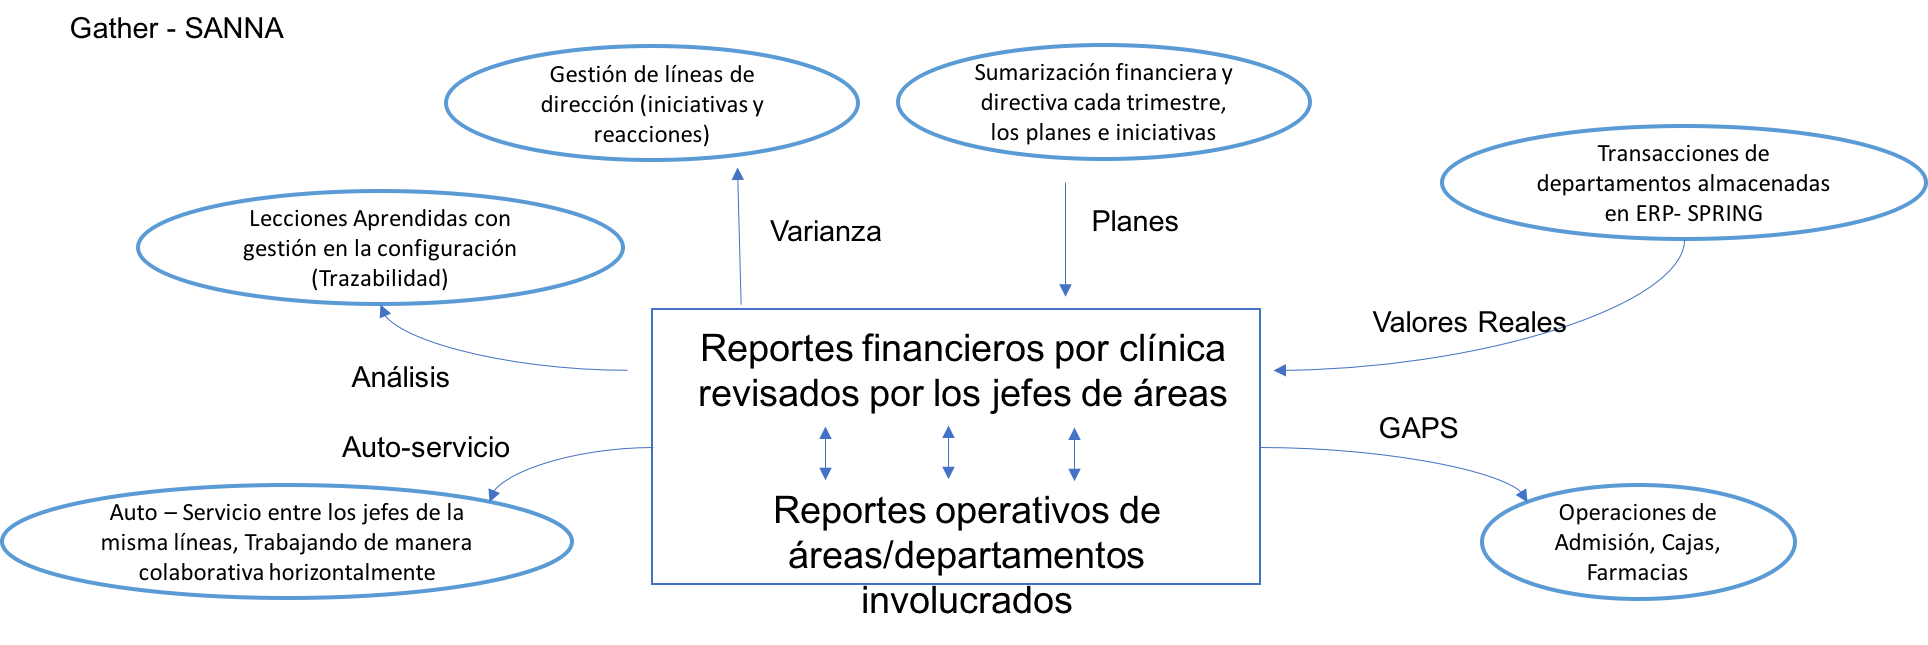 Gather - SANNA
Gestión de líneas de
dirección (iniciativas y
reacciones)
Sumarización financiera y
directiva cada trimestre,
los planes e iniciativas
Transacciones de
departamentos almacenadas
en ERP- SPRING
Lecciones Aprendidas con
gestión en la configuración
(Trazabilidad)
Varianza
Planes
Valores Reales
Análisis
Reportes financieros por clínica
revisados por los jefes de áreas
GAPS
Auto-servicio
Reportes operativos de
áreas/departamentos
involucrados
Auto – Servicio entre los jefes de la
misma líneas, Trabajando de manera
colaborativa horizontalmente
Operaciones de
Admisión, Cajas,
Farmacias